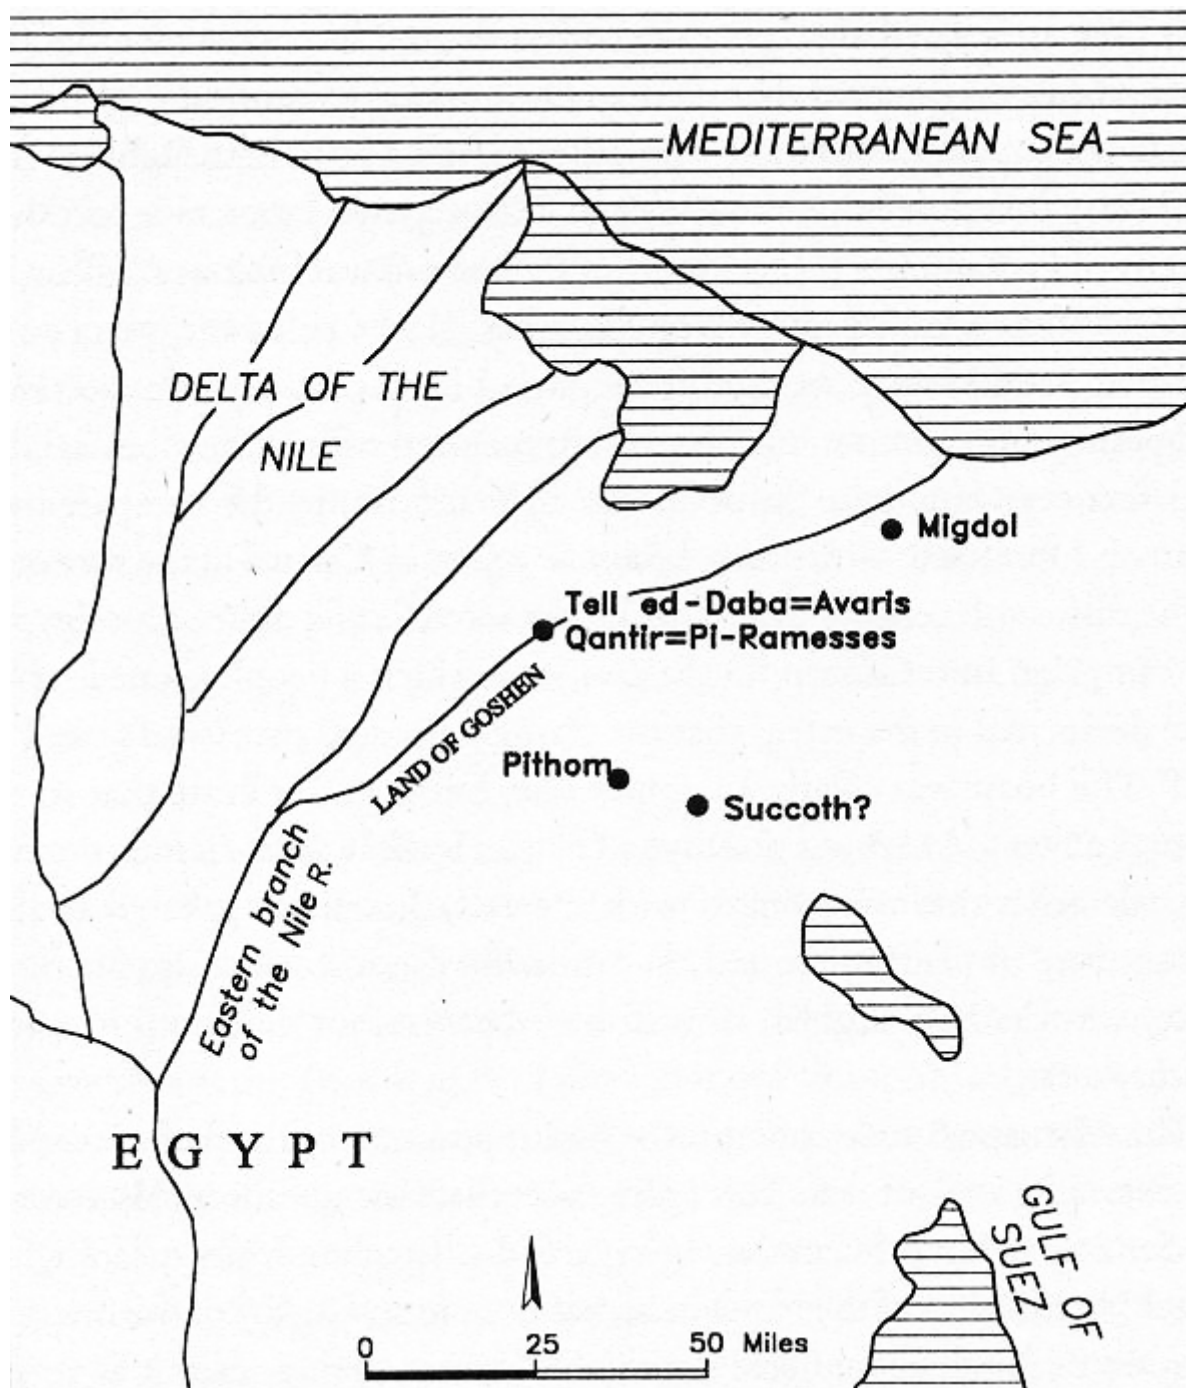 MEDITERRANEAN SEA
DELTA OF THE
NILE
Migdol
Tell ed-Daba=Avaris
Qantir=Pi-Ramesses
LAND OF GOSHEN
Pithom
Succoth?
Eastern branch
of the Nile R.
EGYPT
GULF OF
SUEZ
0 25 50 Miles